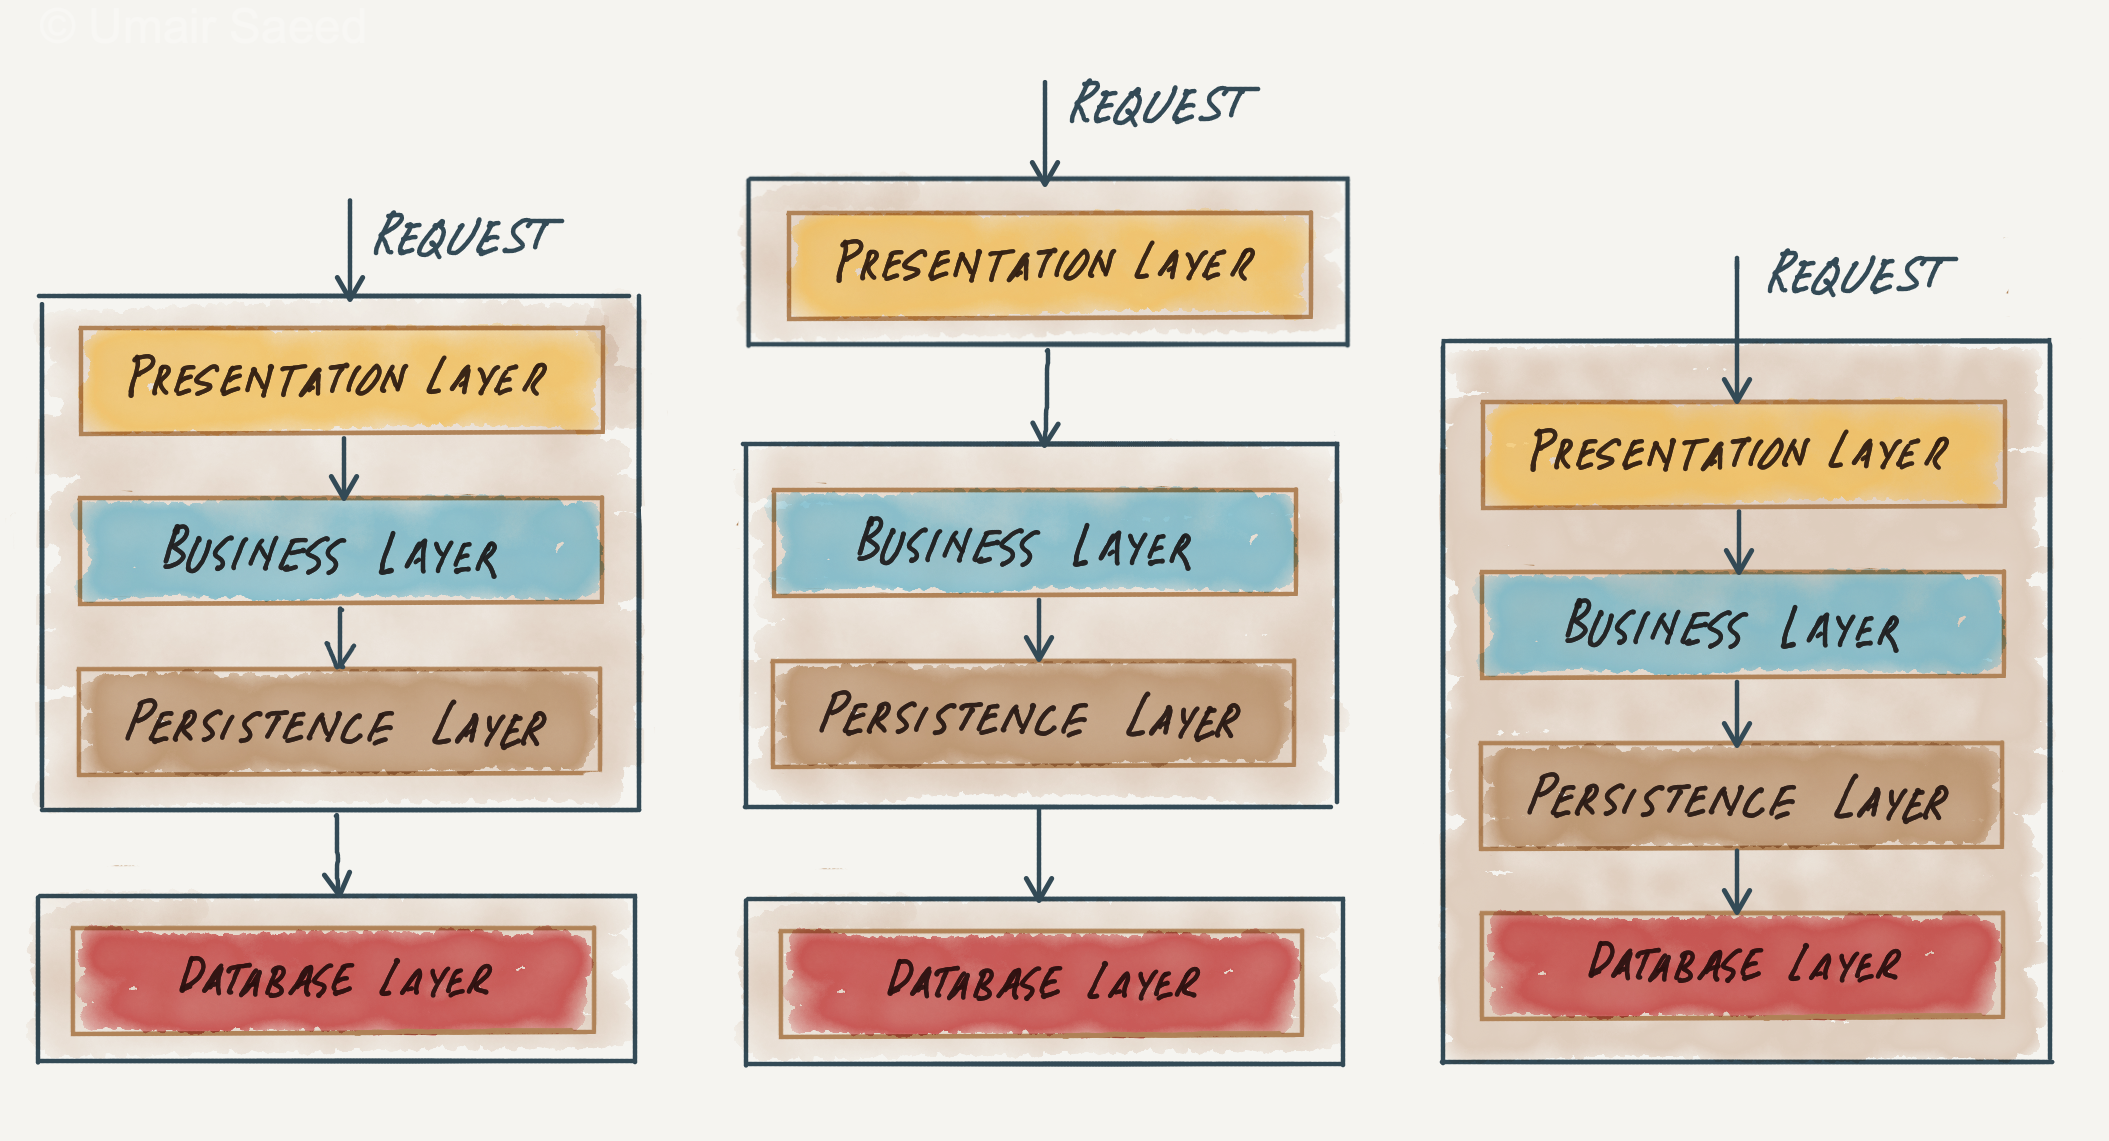 © Umair Saeed
REQUEST
PRESENTATION LAYER
BUSINESS LAYER
PERSISTENCE LAYER
DATABASE LAYER
REQUEST
PRESENTATION LAYER
BUSINESS LAYER
PERSISTENCE LAYER
DATABASE LAYER
REQUEST
PRESENTATION LAYER
BUSINESS LAYER
PERSISTENCE LAYER
DATABASE LAYER